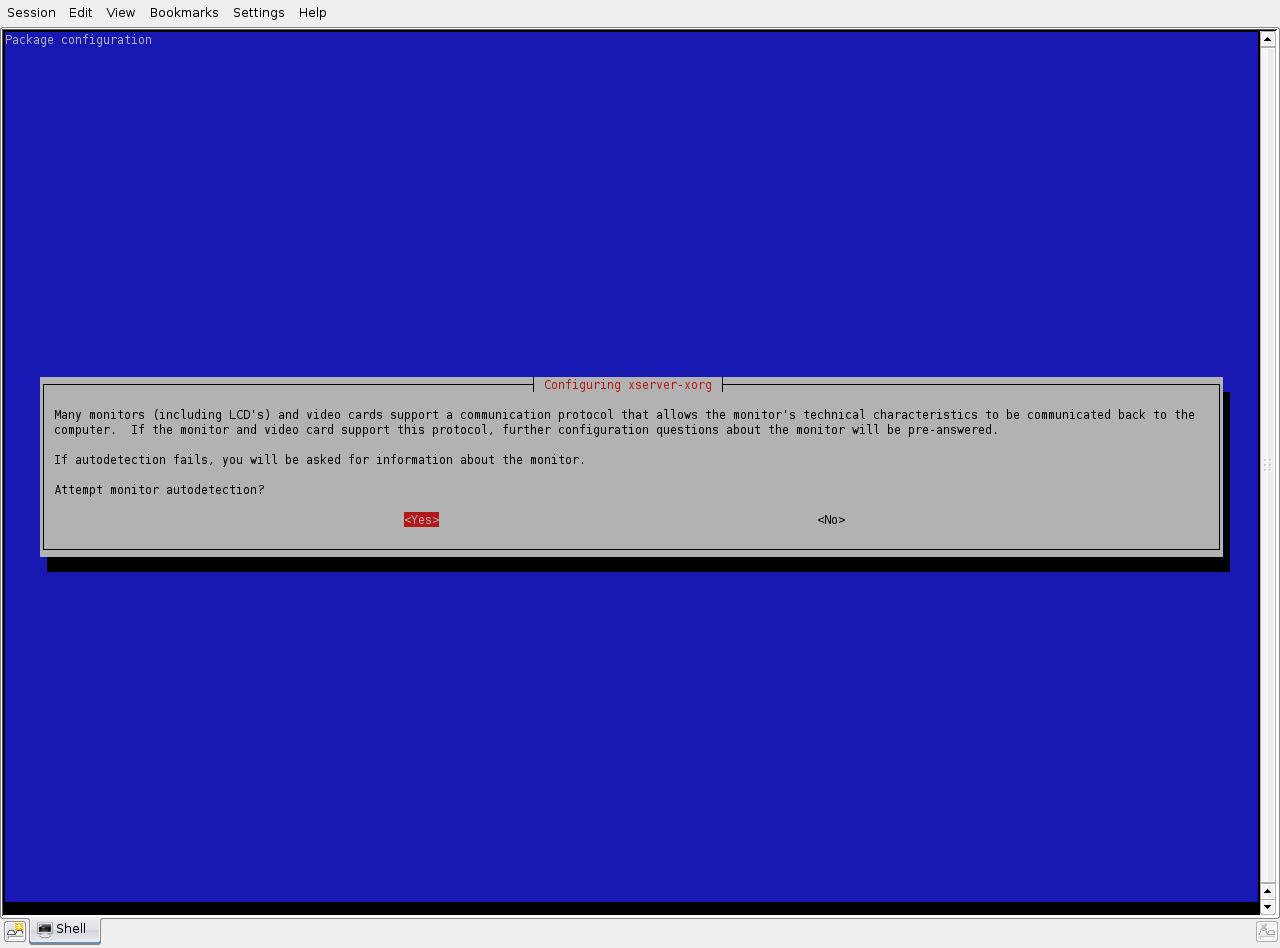 Session Edit View Bookmarks Settings Help
Package configuration
Configuring xserver-xorg
Many monitors (including LCD's) and video cards support a communication protocol that allows the monitor's technical characteristics to be communicated back to the
computer.  If the monitor and video card support this protocol, further configuration questions about the monitor will be pre-answered.
If autodetection fails, you will be asked for information about the monitor.
Attempt monitor autodetection?
<Yes> <No>
Shell